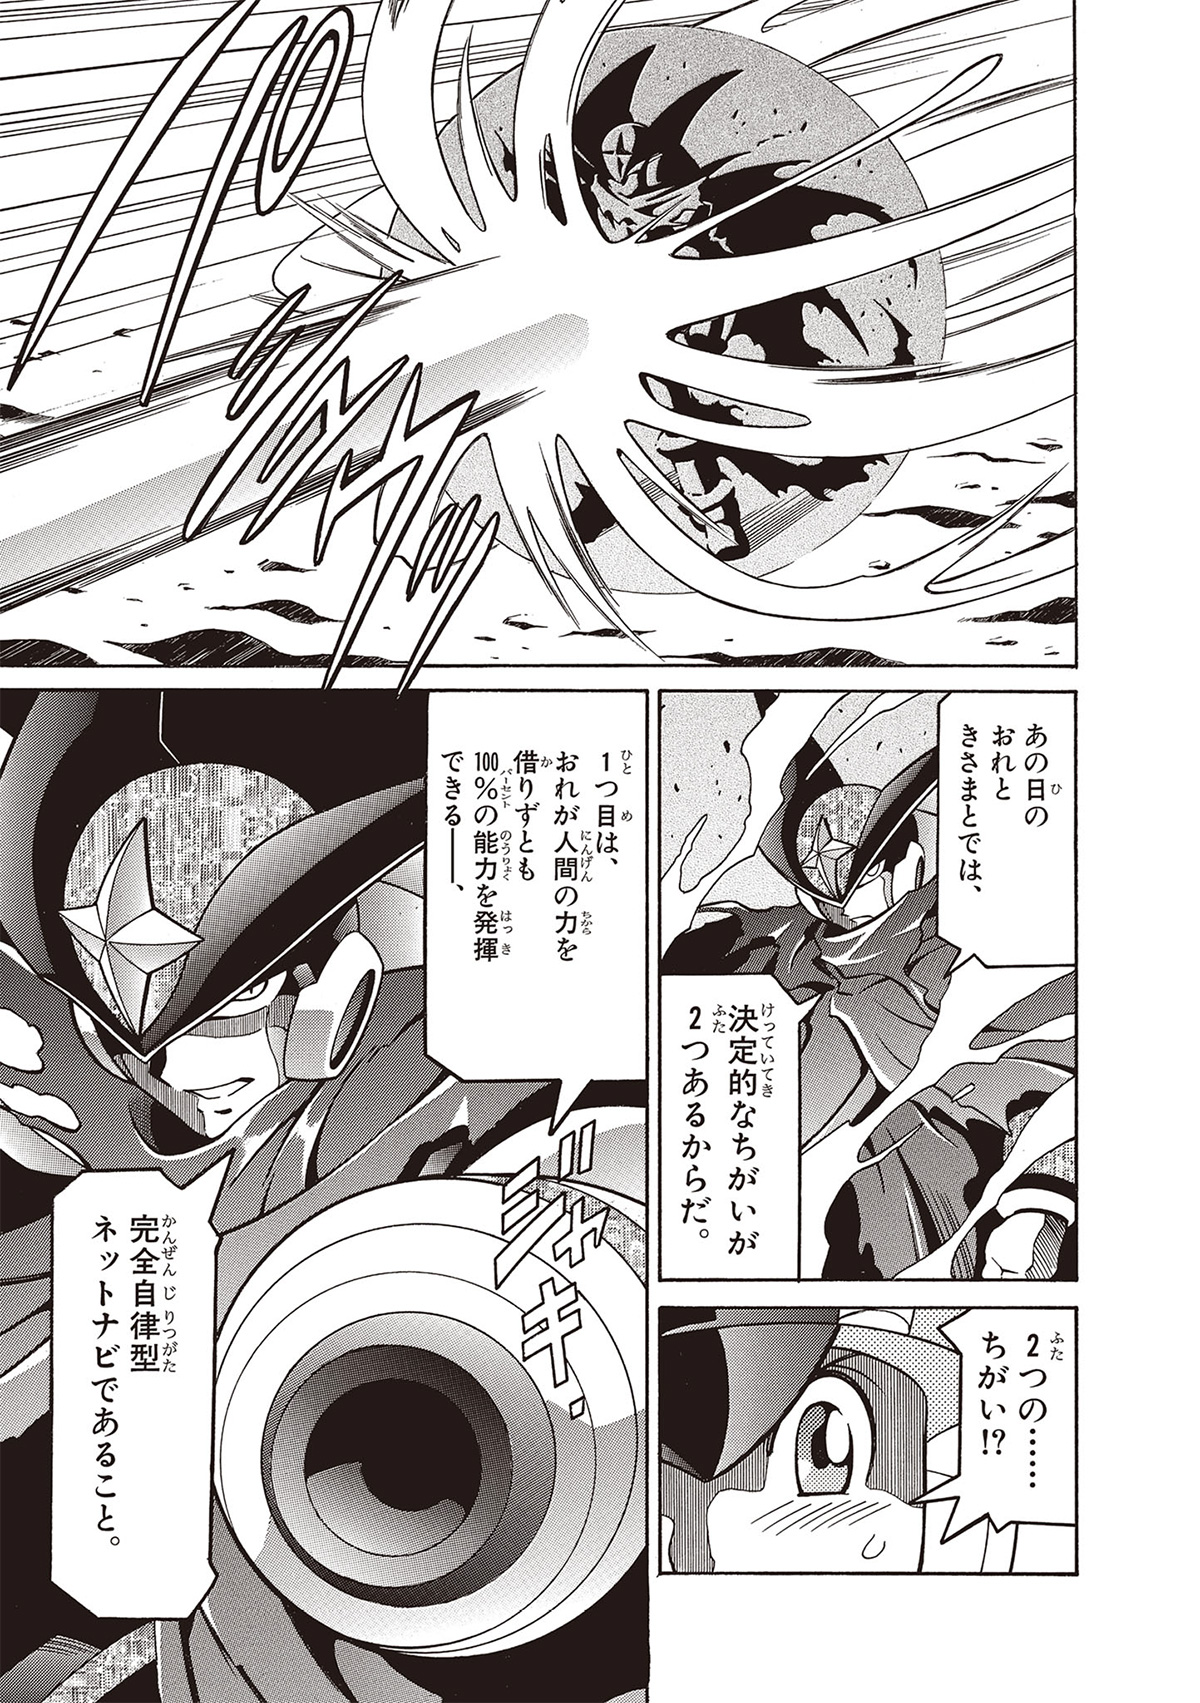 あの日の
おれと
きさまとでは、
決定的なちがいが
2つあるからだ。
2つの……
ちがい!?
1つ目は、
おれが人間の力を
借りずとも
100%の能力を発揮
できる――、
ジャキ!
完全自律型
ネットナビであること。